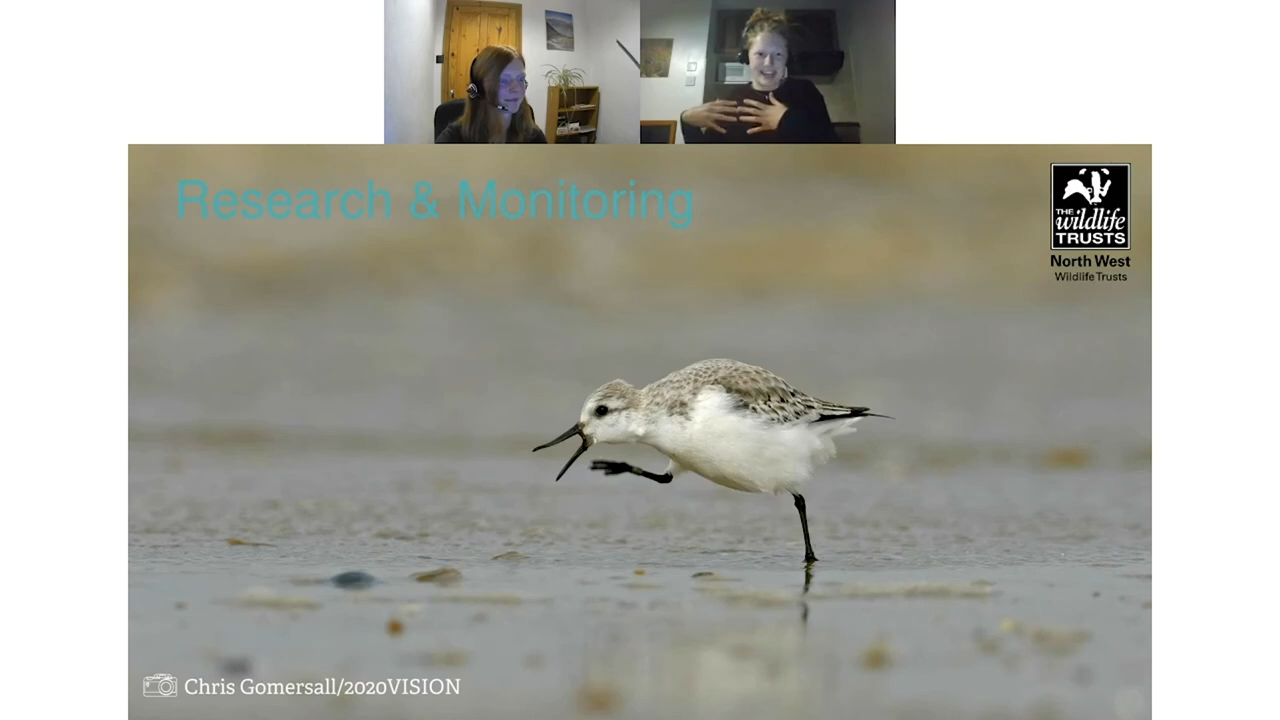 Research & Monitoring
THE
wildlife
TRUSTS
North West
Wildlife Trusts
Chris Gomersall/2020VISION